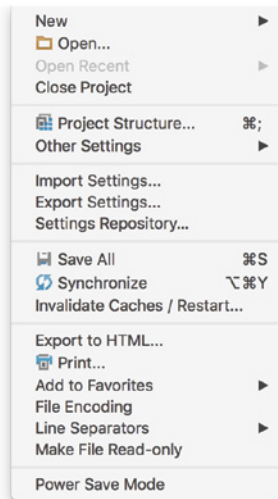 New
Open...
Open Recent
Close Project
Project Structure... ⌘;
Other Settings
Import Settings...
Export Settings...
Settings Repository...
Save All ⌘S
Synchronize ⌥⌘Y
Invalidate Caches / Restart...
Export to HTML...
Print...
Add to Favorites
File Encoding
Line Separators
Make File Read-only
Power Save Mode